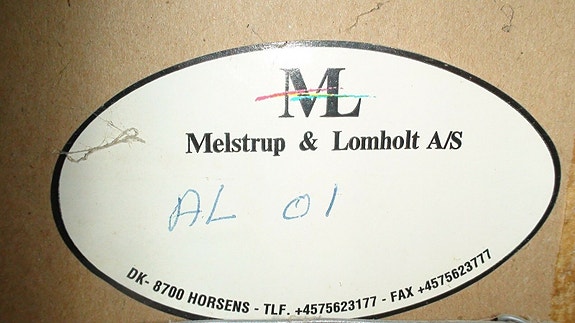 ML
Melstrup & Lomholt A/S
AL 01
DK- 8700 HORSENS - TLF. +4575623177 - FAX +4575623777